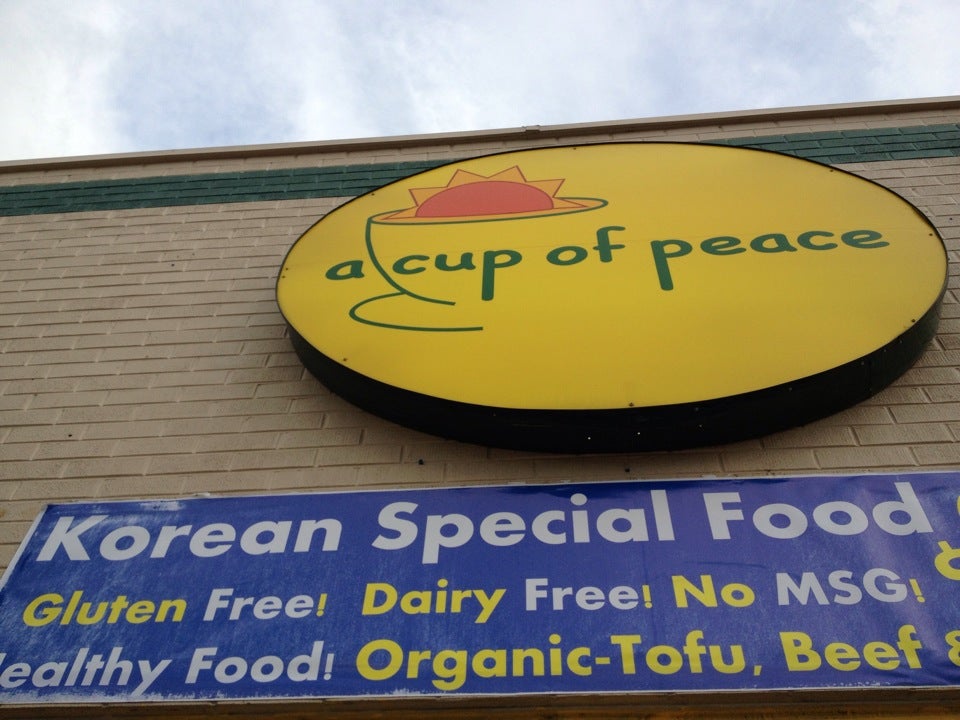 a cup of peace
Korean Special Food
Gluten Free! Dairy Free! No MSG!
ealthy Food! Organic-Tofu, Beef &